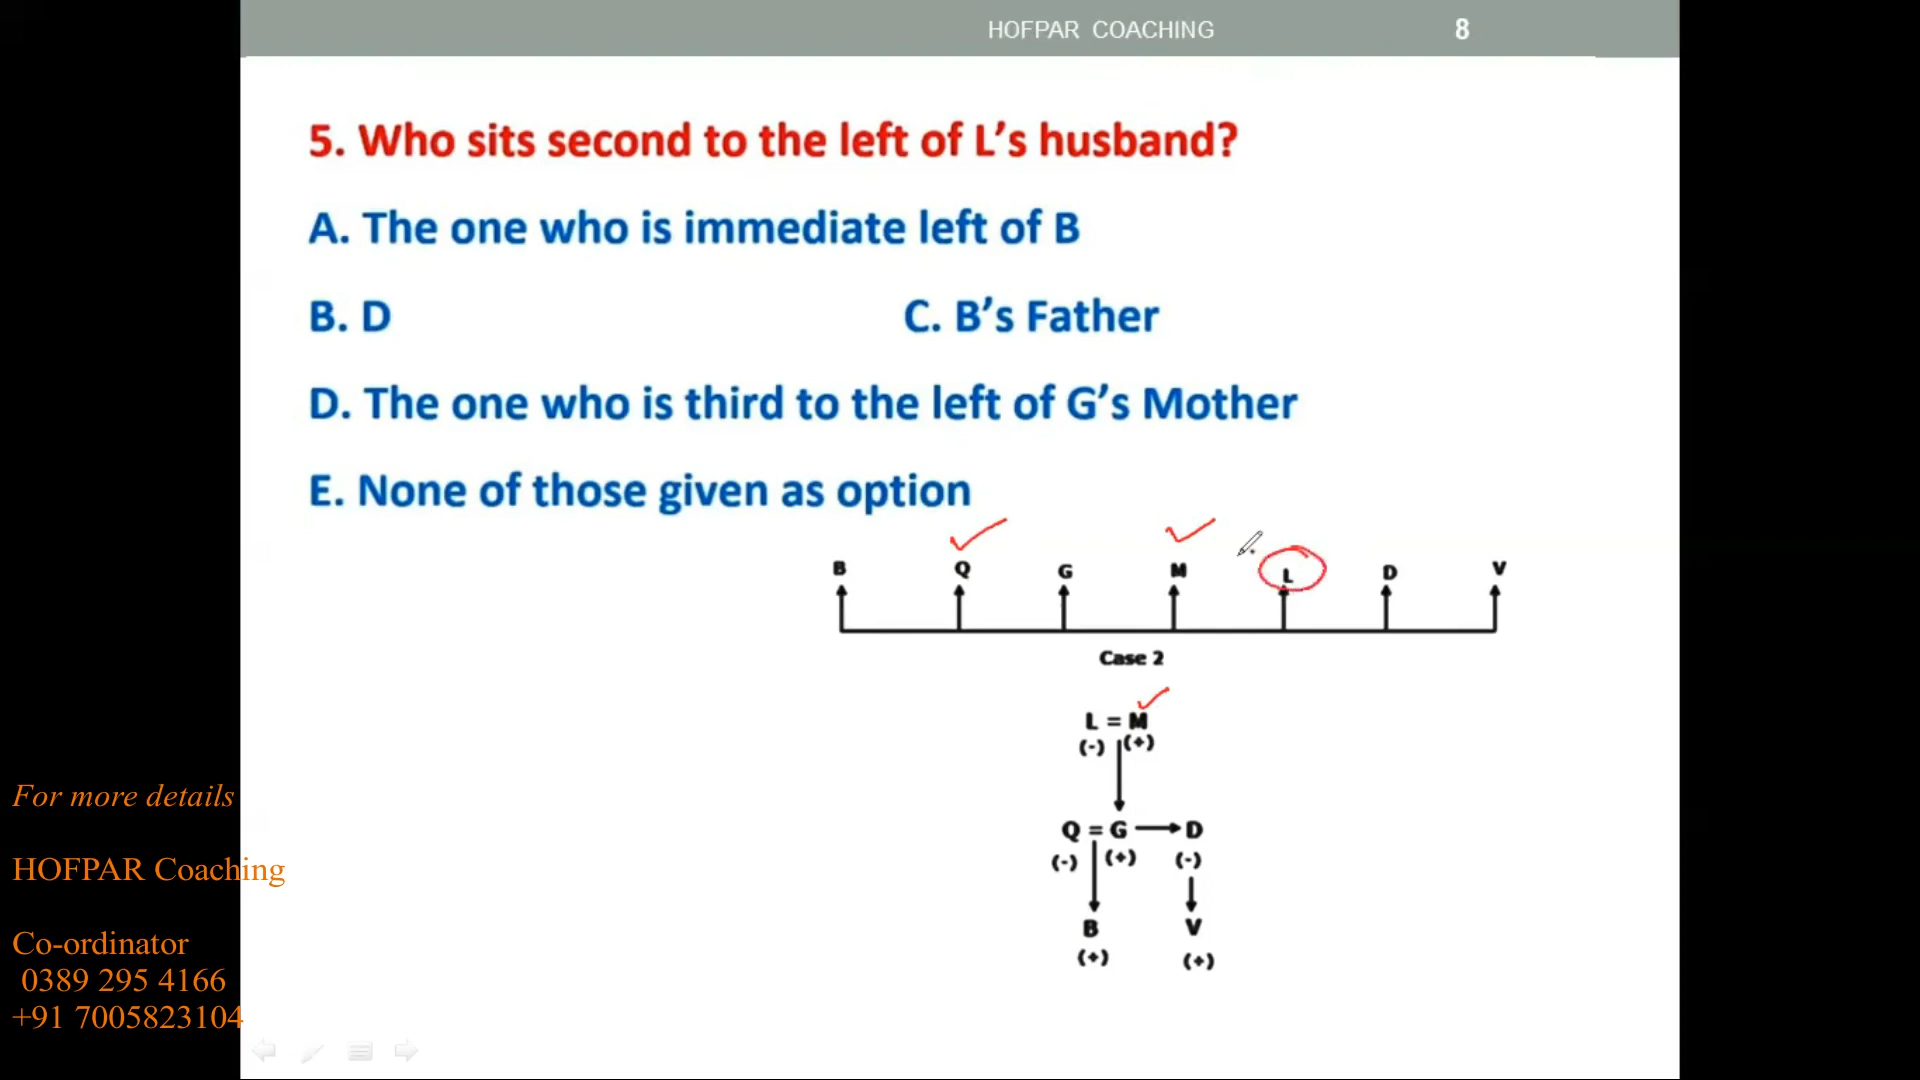 HOFPAR COACHING 8
5. Who sits second to the left of L’s husband?
A. The one who is immediate left of B
B. D C. B’s Father
D. The one who is third to the left of G’s Mother
E. None of those given as option
B Q G M L D V
Case 2
L = M
(-) (+)
Q = G D
(-) (+) (-)
B V
(+) (+)
For more details
HOFPAR Coaching
Co-ordinator
0389 295 4166
+91 7005823104